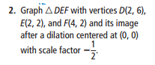 2. Graph △ DEF with vertices D(2, 6),
E(2, 2), and F(4, 2) and its image
after a dilation centered at (0, 0)
with scale factor −1/2.